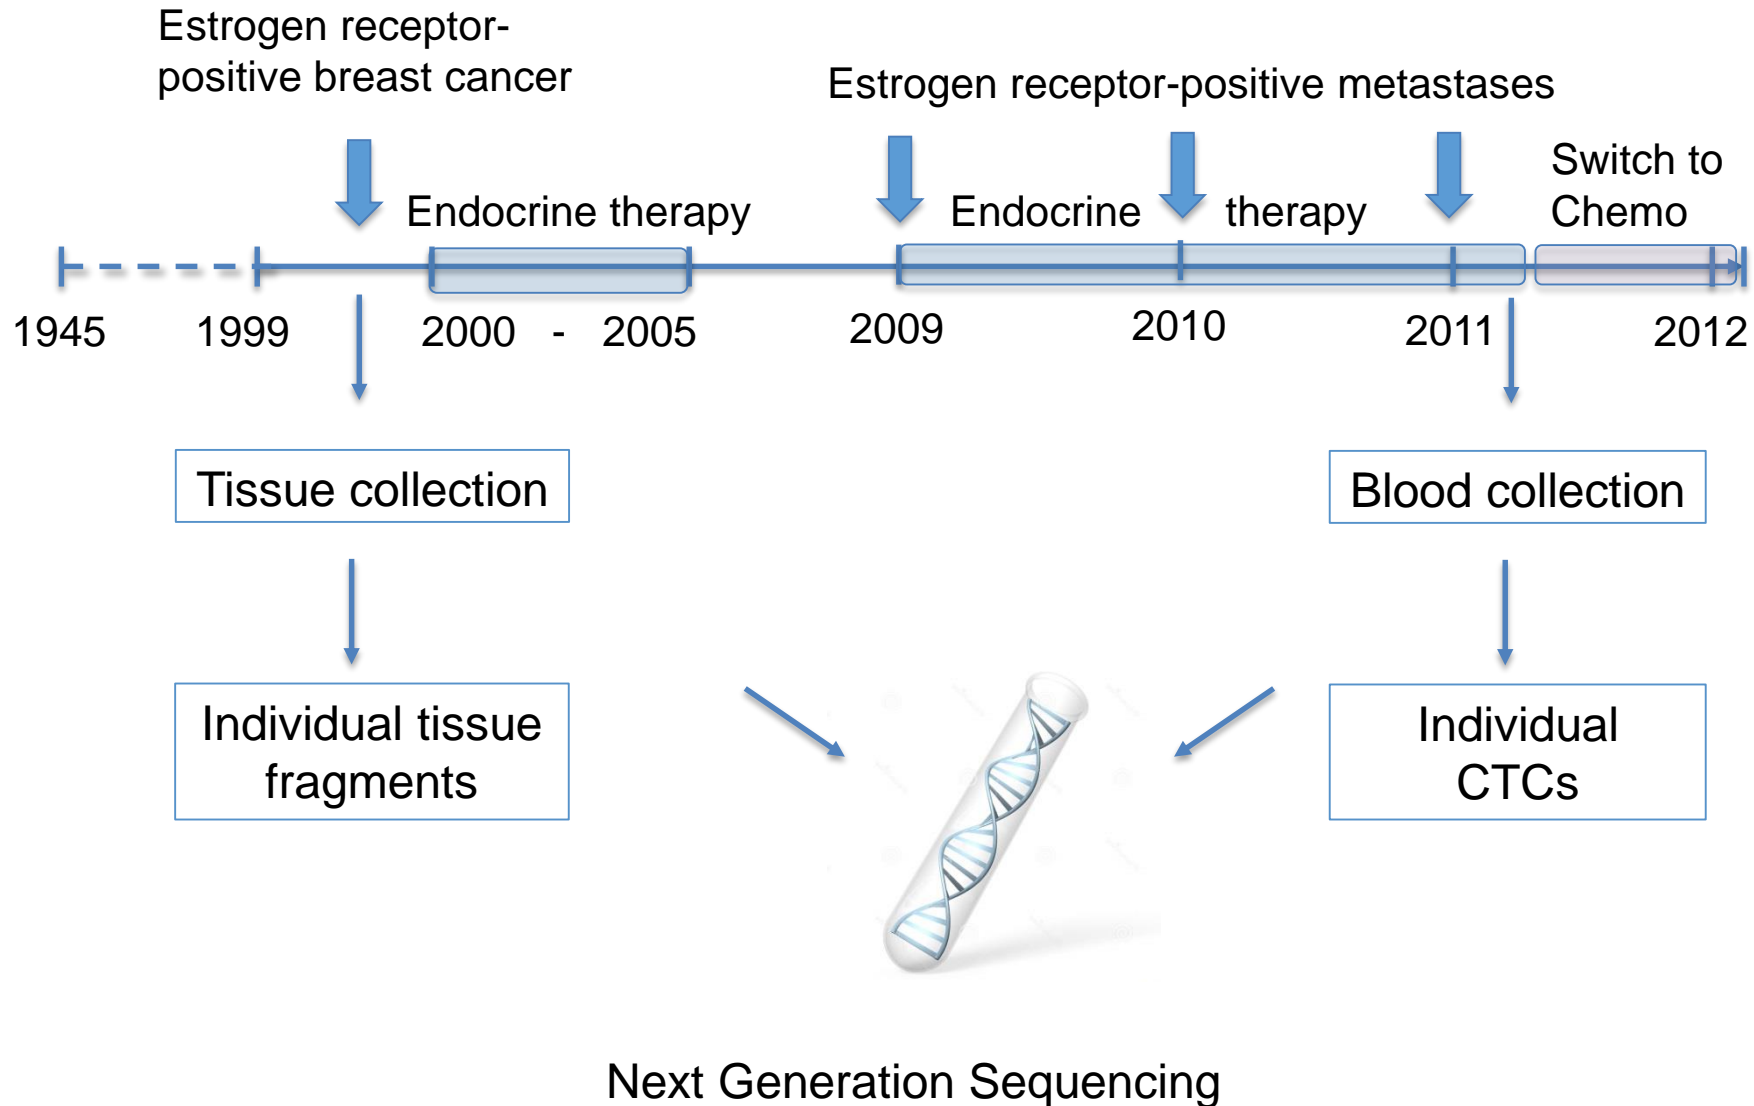 Estrogen receptor-
positive breast cancer
Estrogen receptor-positive metastases
Switch to
Chemo
Endocrine therapy
Endocrine therapy
1945 1999 2000 - 2005 2009 2010 2011 2012
Tissue collection
Blood collection
Individual tissue
fragments
Individual
CTCs
Next Generation Sequencing